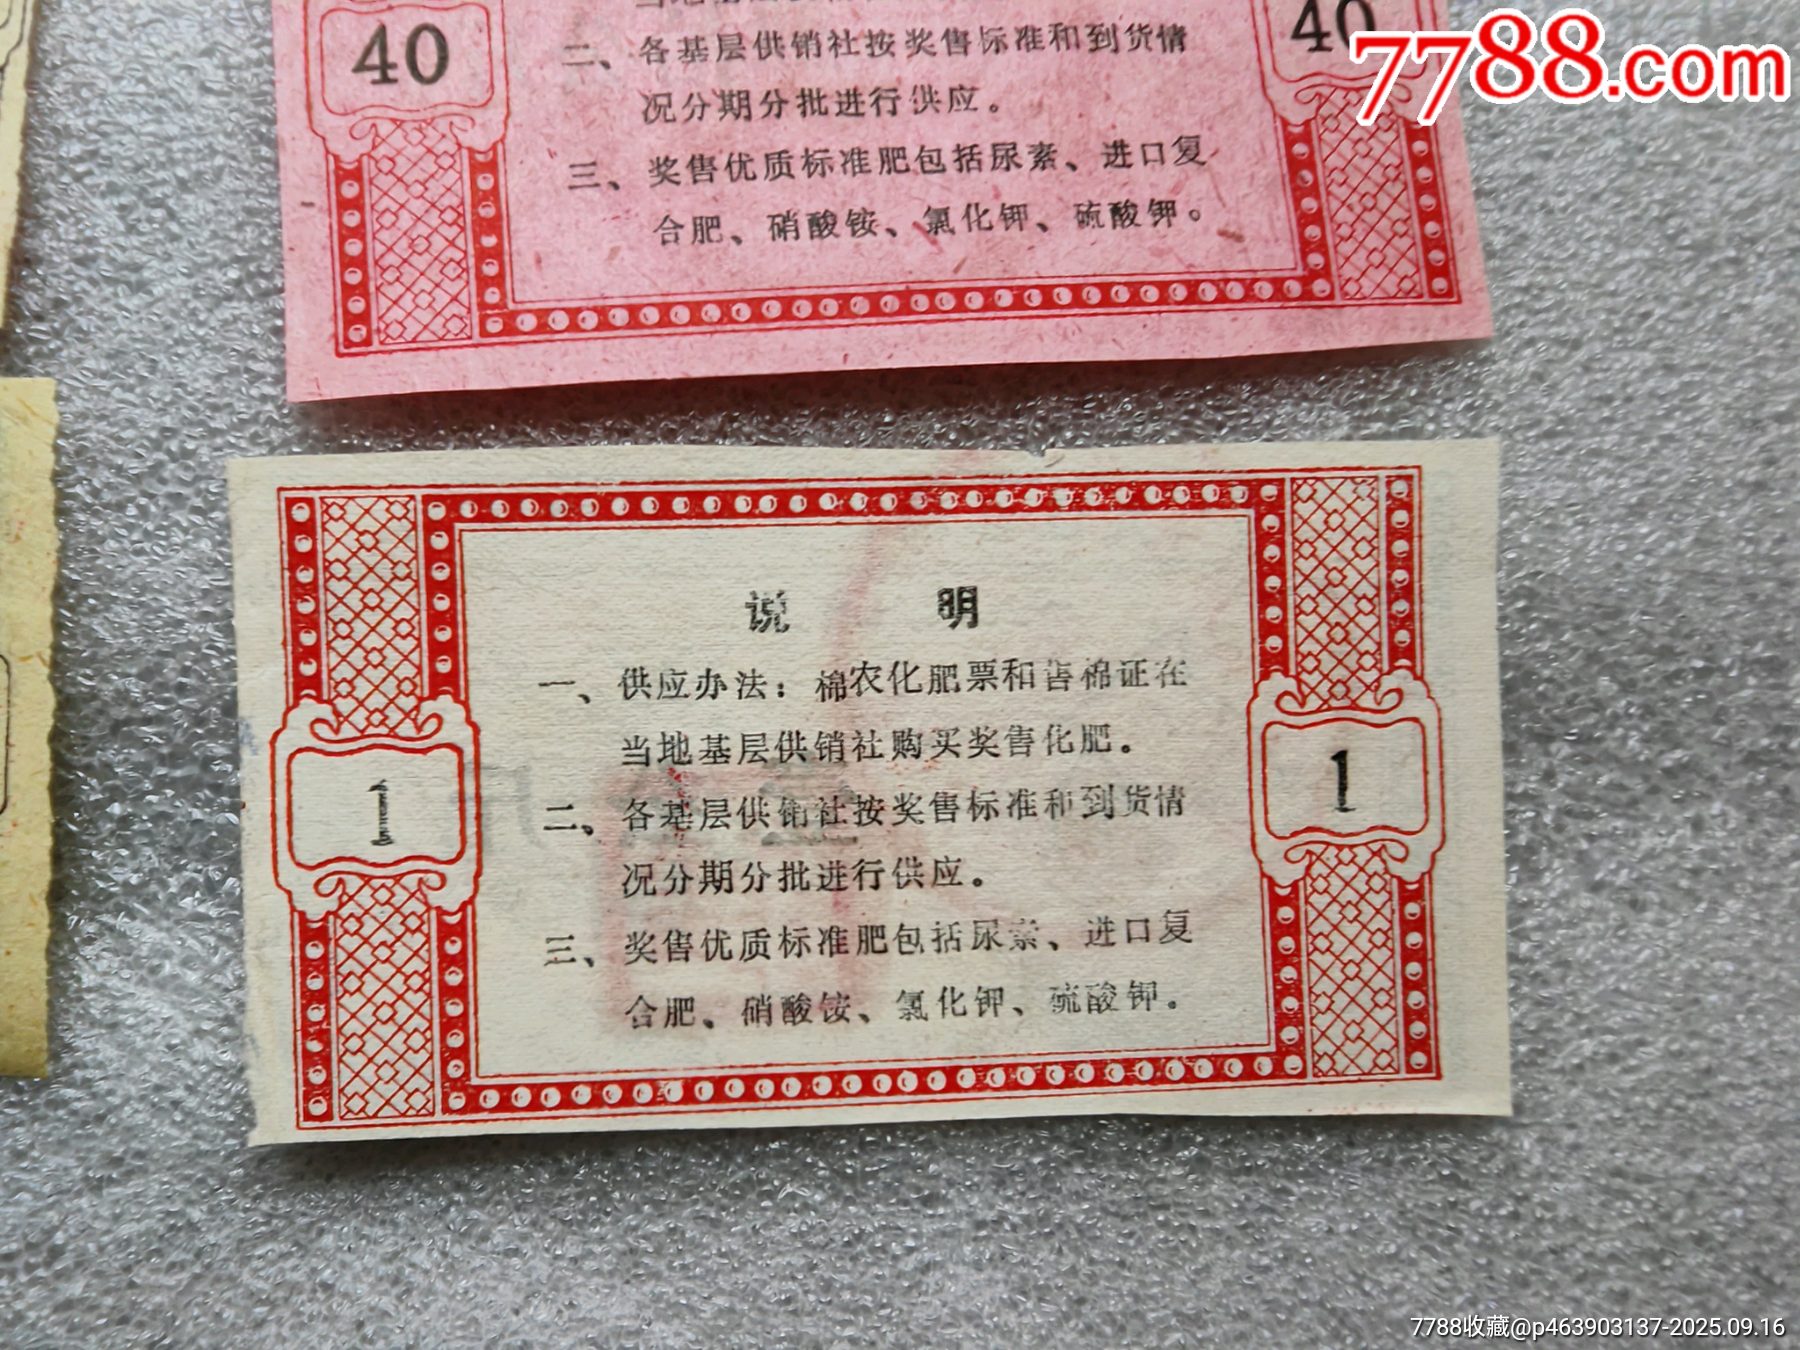 40
40
二、各基层供销社按奖售标准和到货情
况分期分批进行供应。
三、奖售优质标准肥包括尿素、进口复
合肥、硝酸铵、氯化钾、硫酸钾。
7788.com
说 明
一、供应办法：棉农化肥票和售棉证在
当地基层供销社购买奖售化肥。
二、各基层供销社按奖售标准和到货情
况分期分批进行供应。
三、奖售优质标准肥包括尿素、进口复
合肥、硝酸铵、氯化钾、硫酸钾。
1
1
7788收藏@p463903137-2025.09.16